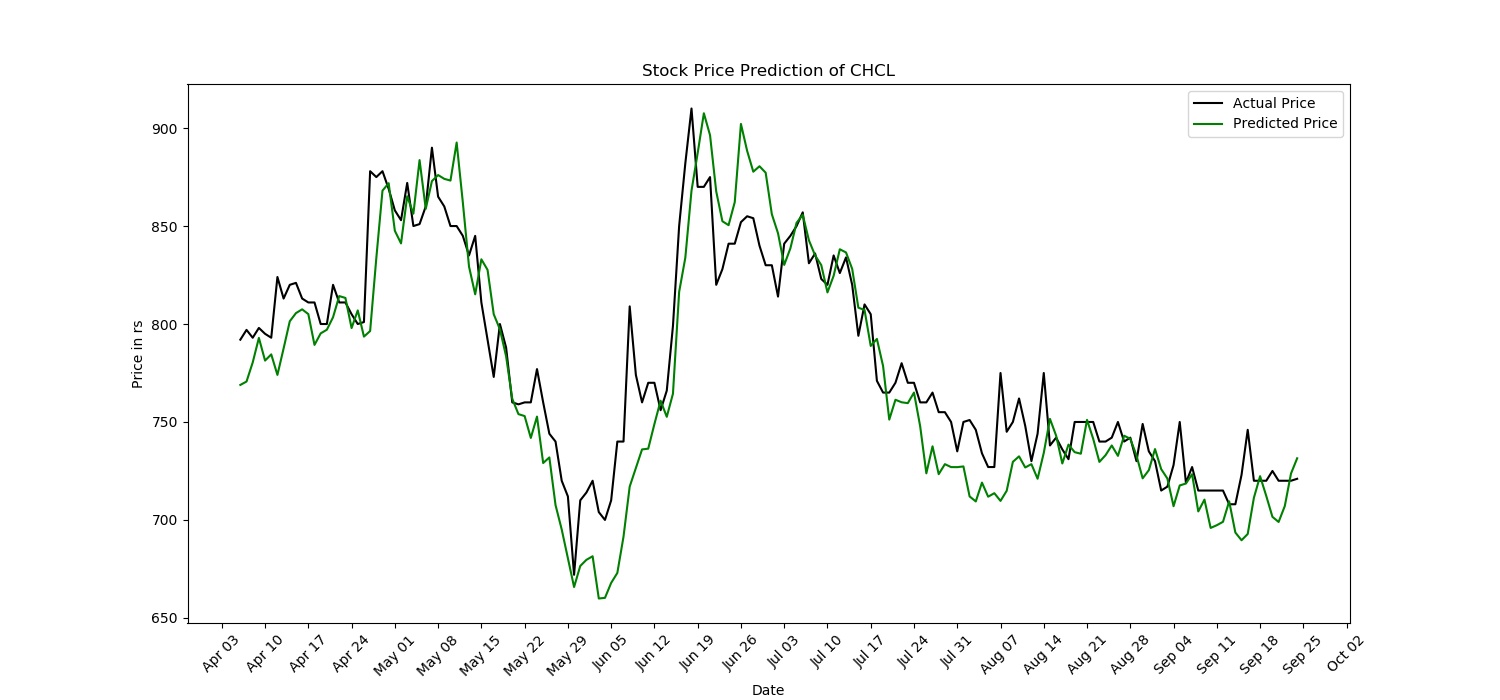 Stock Price Prediction of CHCL
Actual Price
Predicted Price
Price in rs
900
850
800
750
700
650
Apr 03 Apr 10 Apr 17 Apr 24 May 01 May 08 May 15 May 22 May 29 Jun 05 Jun 12 Jun 19 Jun 26 Jul 03 Jul 10 Jul 17 Jul 24 Jul 31 Aug 07 Aug 14 Aug 21 Aug 28 Sep 04 Sep 11 Sep 18 Sep 25 Oct 02
Date